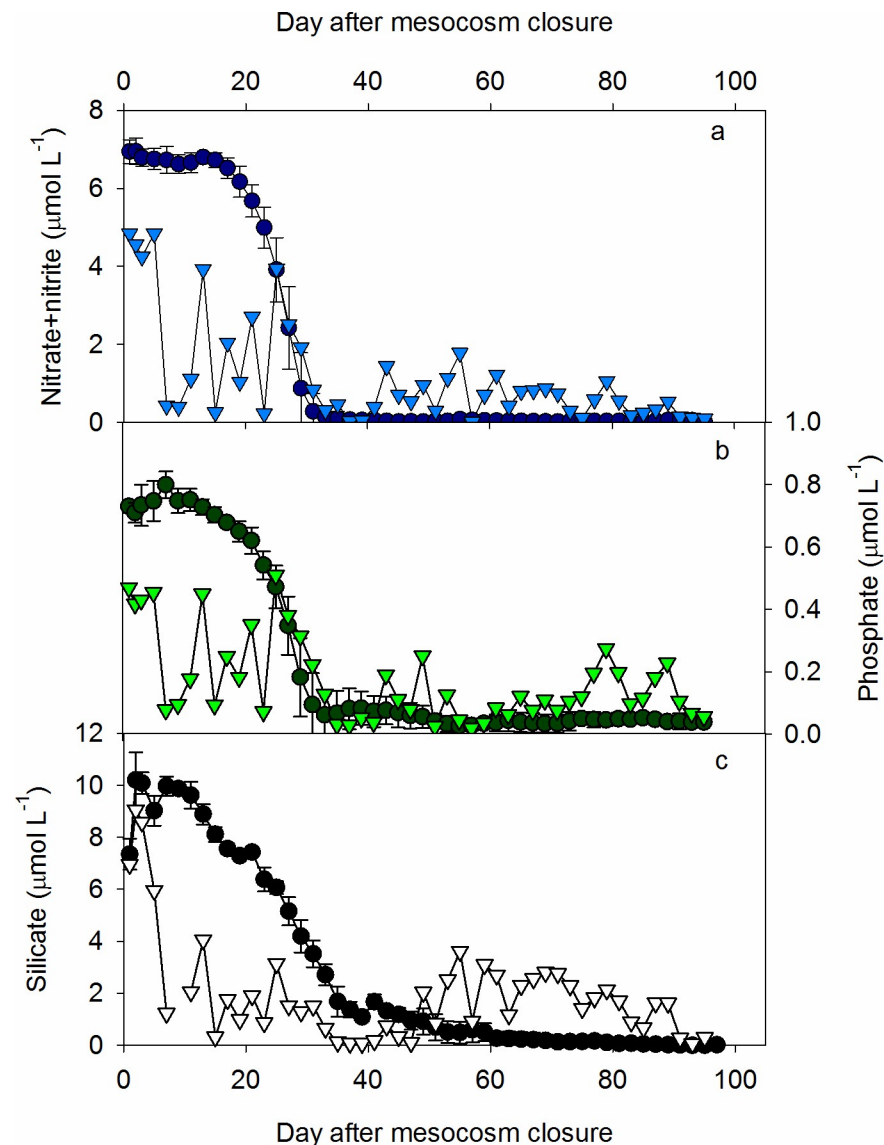 Day after mesocosm closure
0 20 40 60 80 100
8
6
4
2
0
Nitrate+nitrite (µmol L⁻¹)
a
1.0
0.8
0.6
0.4
0.2
0.0
Phosphate (µmol L⁻¹)
b
12
10
8
6
4
2
0
Silicate (µmol L⁻¹)
c
0 20 40 60 80 100
Day after mesocosm closure